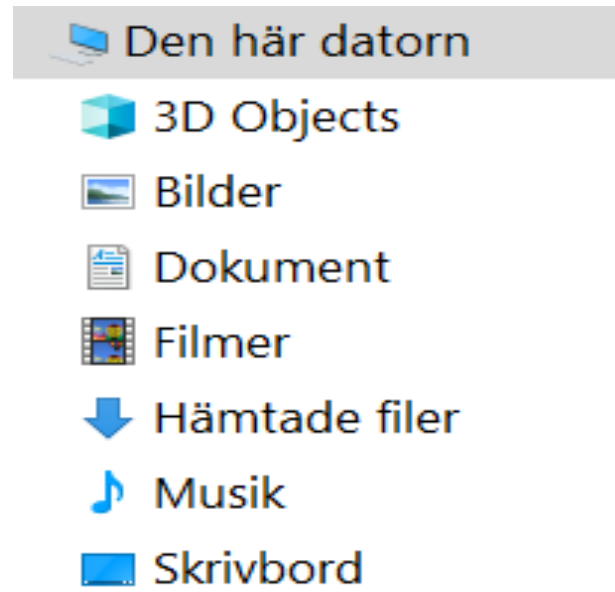 Den här datorn
3D Objects
Bilder
Dokument
Filmer
Hämtade filer
Musik
Skrivbord